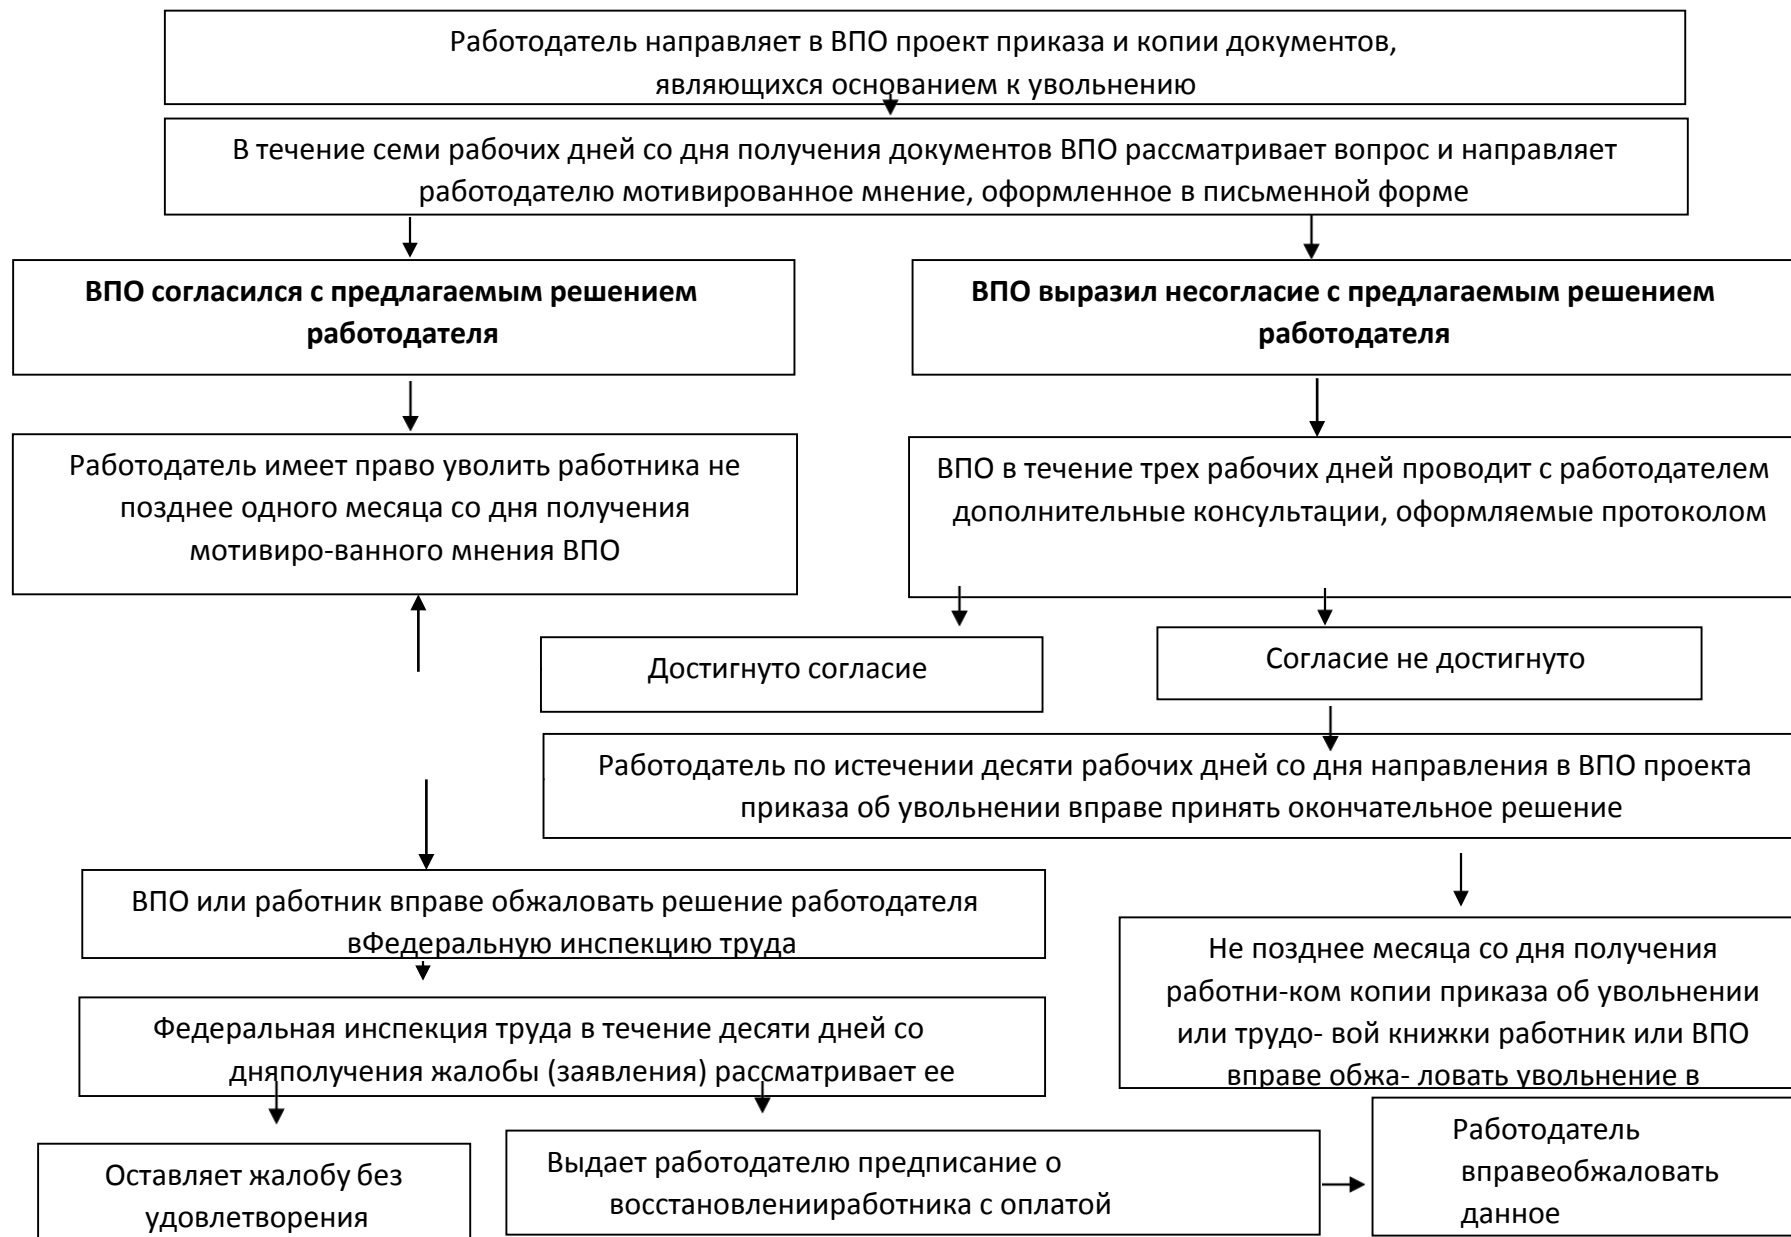 Работодатель направляет в ВПО проект приказа и копии документов,
являющихся основанием к увольнению
В течение семи рабочих дней со дня получения документов ВПО рассматривает вопрос и направляет
работодателю мотивированное мнение, оформленное в письменной форме
ВПО согласился с предлагаемым решением
работодателя
ВПО выразил несогласие с предлагаемым решением
работодателя
Работодатель имеет право уволить работника не
позднее одного месяца со дня получения
мотивиро-ванного мнения ВПО
ВПО в течение трех рабочих дней проводит с работодателем
дополнительные консультации, оформляемые протоколом
Достигнуто согласие
Согласие не достигнуто
Работодатель по истечении десяти рабочих дней со дня направления в ВПО проекта
приказа об увольнении вправе принять окончательное решение
ВПО или работник вправе обжаловать решение работодателя
вФедеральную инспекцию труда
Не позднее месяца со дня получения
работни-ком копии приказа об увольнении
или трудо- вой книжки работник или ВПО
вправе обжа- ловать увольнение в
Федеральная инспекция труда в течение десяти дней со
дняполучения жалобы (заявления) рассматривает ее
Оставляет жалобу без
удовлетворения
Выдает работодателю предписание о
восстановлениработника с оплатой
Работодатель
вправеобжаловать
данное